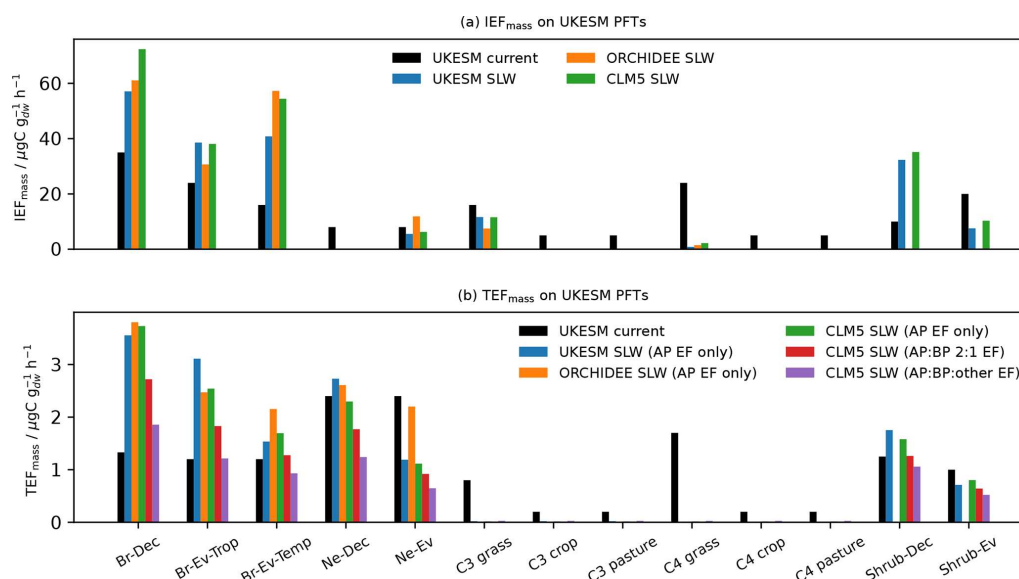 (a) IEFmass on UKESM PFTs
IEFmass / μgC g⁻¹dw h⁻¹
60
40
20
0
UKESM current
UKESM SLW
ORCHIDEE SLW
CLM5 SLW
(b) TEFmass on UKESM PFTs
TEFmass / μgC g⁻¹dw h⁻¹
3
2
1
0
UKESM current
UKESM SLW (AP EF only)
ORCHIDEE SLW (AP EF only)
CLM5 SLW (AP EF only)
CLM5 SLW (AP:BP 2:1 EF)
CLM5 SLW (AP:BP:other EF)
Br-Dec
Br-Ev-Trop
Br-Ev-Temp
Ne-Dec
Ne-Ev
C3 grass
C3 crop
C3 pasture
C4 grass
C4 crop
C4 pasture
Shrub-Dec
Shrub-Ev